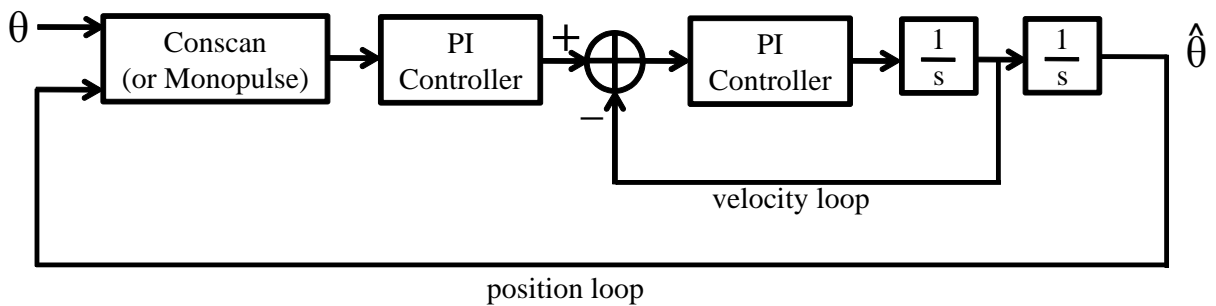 θ
Conscan
(or Monopulse)
PI
Controller
+
−
PI
Controller
1
s
1
s
θ̂
velocity loop
position loop